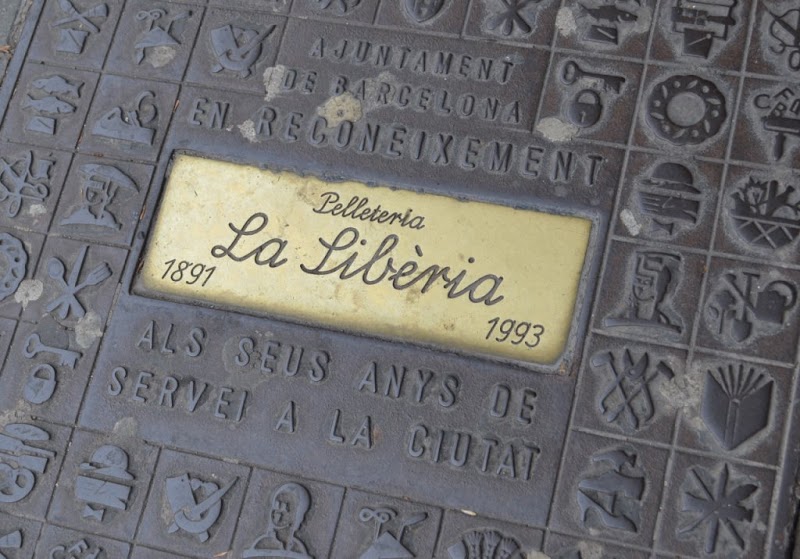 AJUNTAMENT
DE BARCELONA
EN RECONEIXEMENT
Pelleteria
La Libèria
1891
1993
ALS SEUS ANYS DE
SERVEI A LA CIUTAT